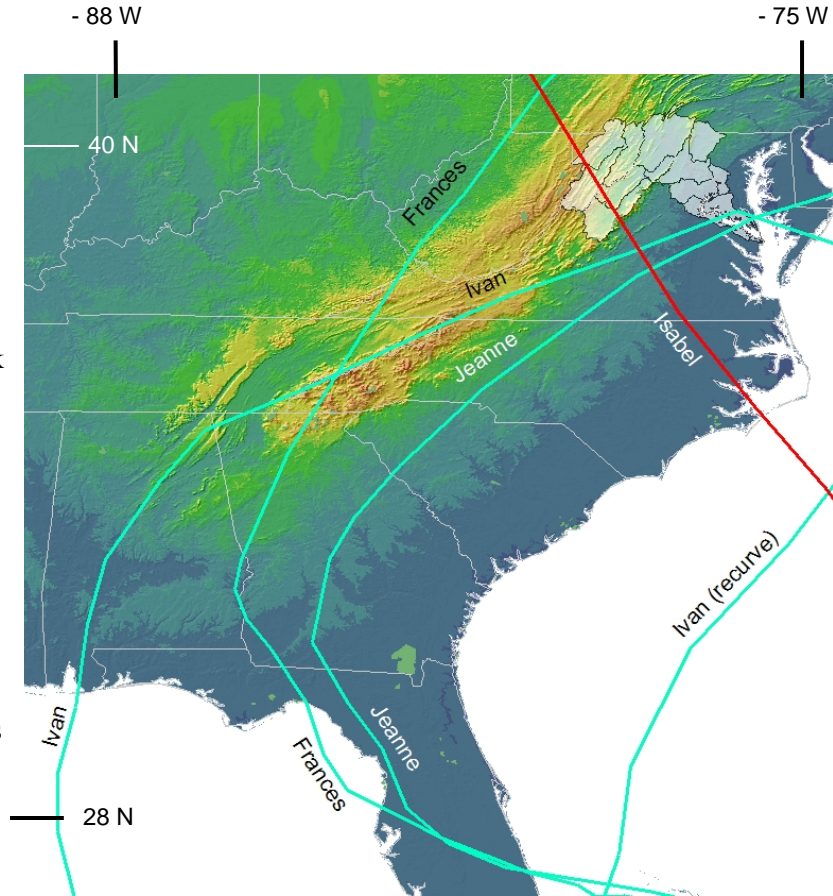 - 88 W
- 75 W
40 N
Frances
Ivan
Jeanne
Isabel
Ivan (recurve)
Ivan
Jeanne
Frances
28 N